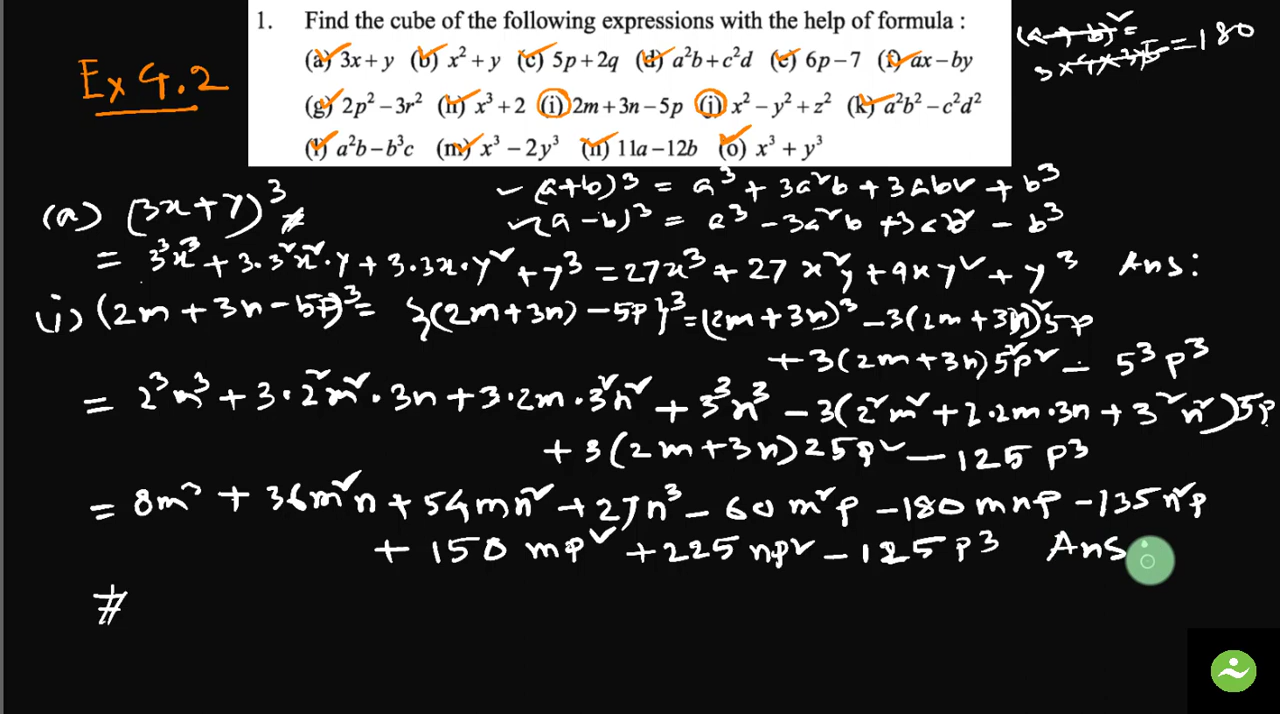 1. Find the cube of the following expressions with the help of formula :
(a) 3x + y (b) x² + y (c) 5p + 2q (d) a²b + c²d (e) 6p − 7 (f) ax − by
(g) 2p² − 3r² (h) x³ + 2 (i) 2m + 3n − 5p (j) x² − y² + z² (k) a²b² − c²d²
(l) a²b − b³c (m) x³ − 2y³ (n) 11a − 12b (o) x³ + y³
= 180
Ex 4.2
(a+b)³ = a³ + 3a²b + 3ab² + b³
(a) (3x+y)³
(a−b)³ = a³ − 3a²b + 3ab² − b³
= 3³x³ + 3.3²x².y + 3.3x.y² + y³ = 27x³ + 27x²y + 9xy² + y³ Ans:
(i) (2m + 3n − 5p)³ = {(2m+3n) − 5p}³ = (2m+3n)³ − 3(2m+3n)²5p
+ 3(2m+3n)5²p² − 5³p³
= 2³m³ + 3.2²m².3n + 3.2m.3²n² + 3³n³ − 3(2²m² + 2.2m.3n + 3²n²)5p
+ 3(2m+3n)25p² − 125p³
= 8m³ + 36m²n + 54mn² + 27n³ − 60m²p − 180mnp − 135n²p
+ 150mp² + 225np² − 125p³ Ans:
#